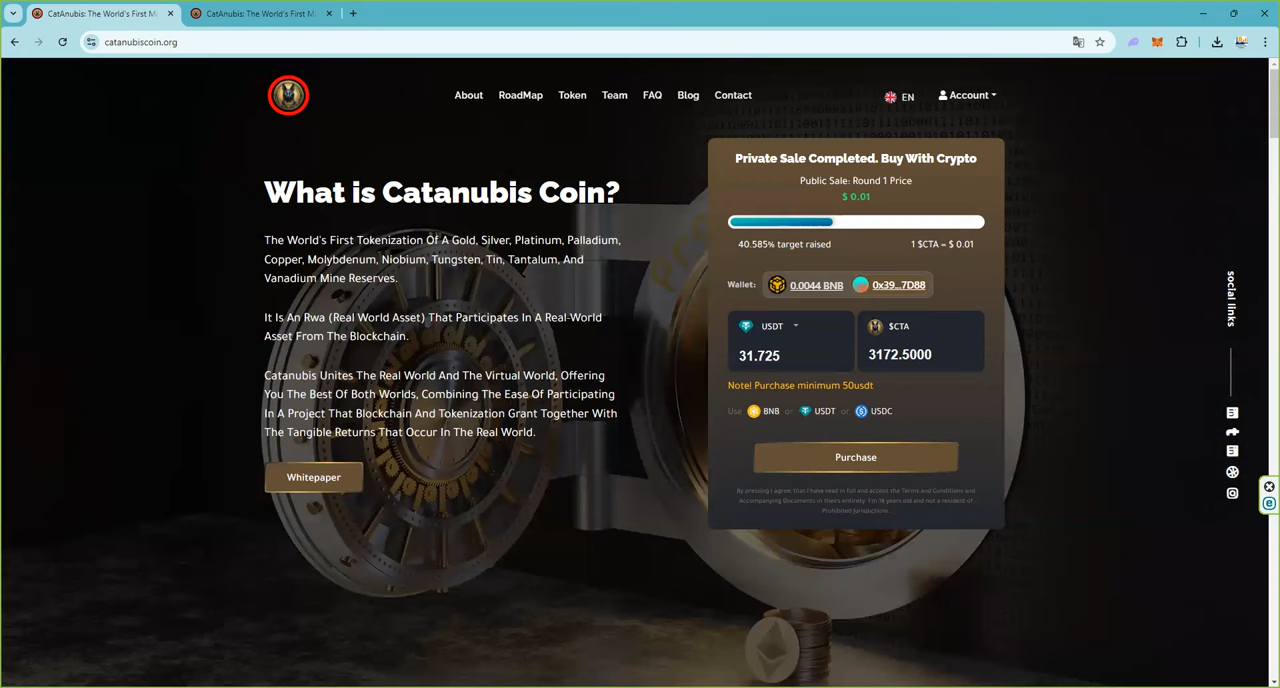 CatAnubis: The World's First Mi
CatAnubis: The World's First Mi
catanubiscoin.org
About RoadMap Token Team FAQ Blog Contact
EN
Account
What is Catanubis Coin?
The World's First Tokenization Of A Gold, Silver, Platinum, Palladium,
Copper, Molybdenum, Niobium, Tungsten, Tin, Tantalum, And
Vanadium Mine Reserves.
It Is An Rwa (Real World Asset) That Participates In A Real-World
Asset From The Blockchain.
Catanubis Unites The Real World And The Virtual World, Offering
You The Best Of Both Worlds, Combining The Ease Of Participating
In A Project That Blockchain And Tokenization Grant Together With
The Tangible Returns That Occur In The Real World.
Whitepaper
Private Sale Completed. Buy With Crypto
Public Sale: Round 1 Price
$ 0.01
40.585% target raised 1 $CTA = $ 0.01
Wallet: 0.0044 BNB 0x39...7D88
USDT $CTA
31.725 3172.5000
Note! Purchase minimum 50usdt
Use BNB or USDT or USDC
Purchase
By pressing I agree, that I have read in full and access the Terms and Conditions and
Accompanying Documents in theirs entirety. I'm 18 years old and not a resident of
Prohibited Jurisdictions.
social links